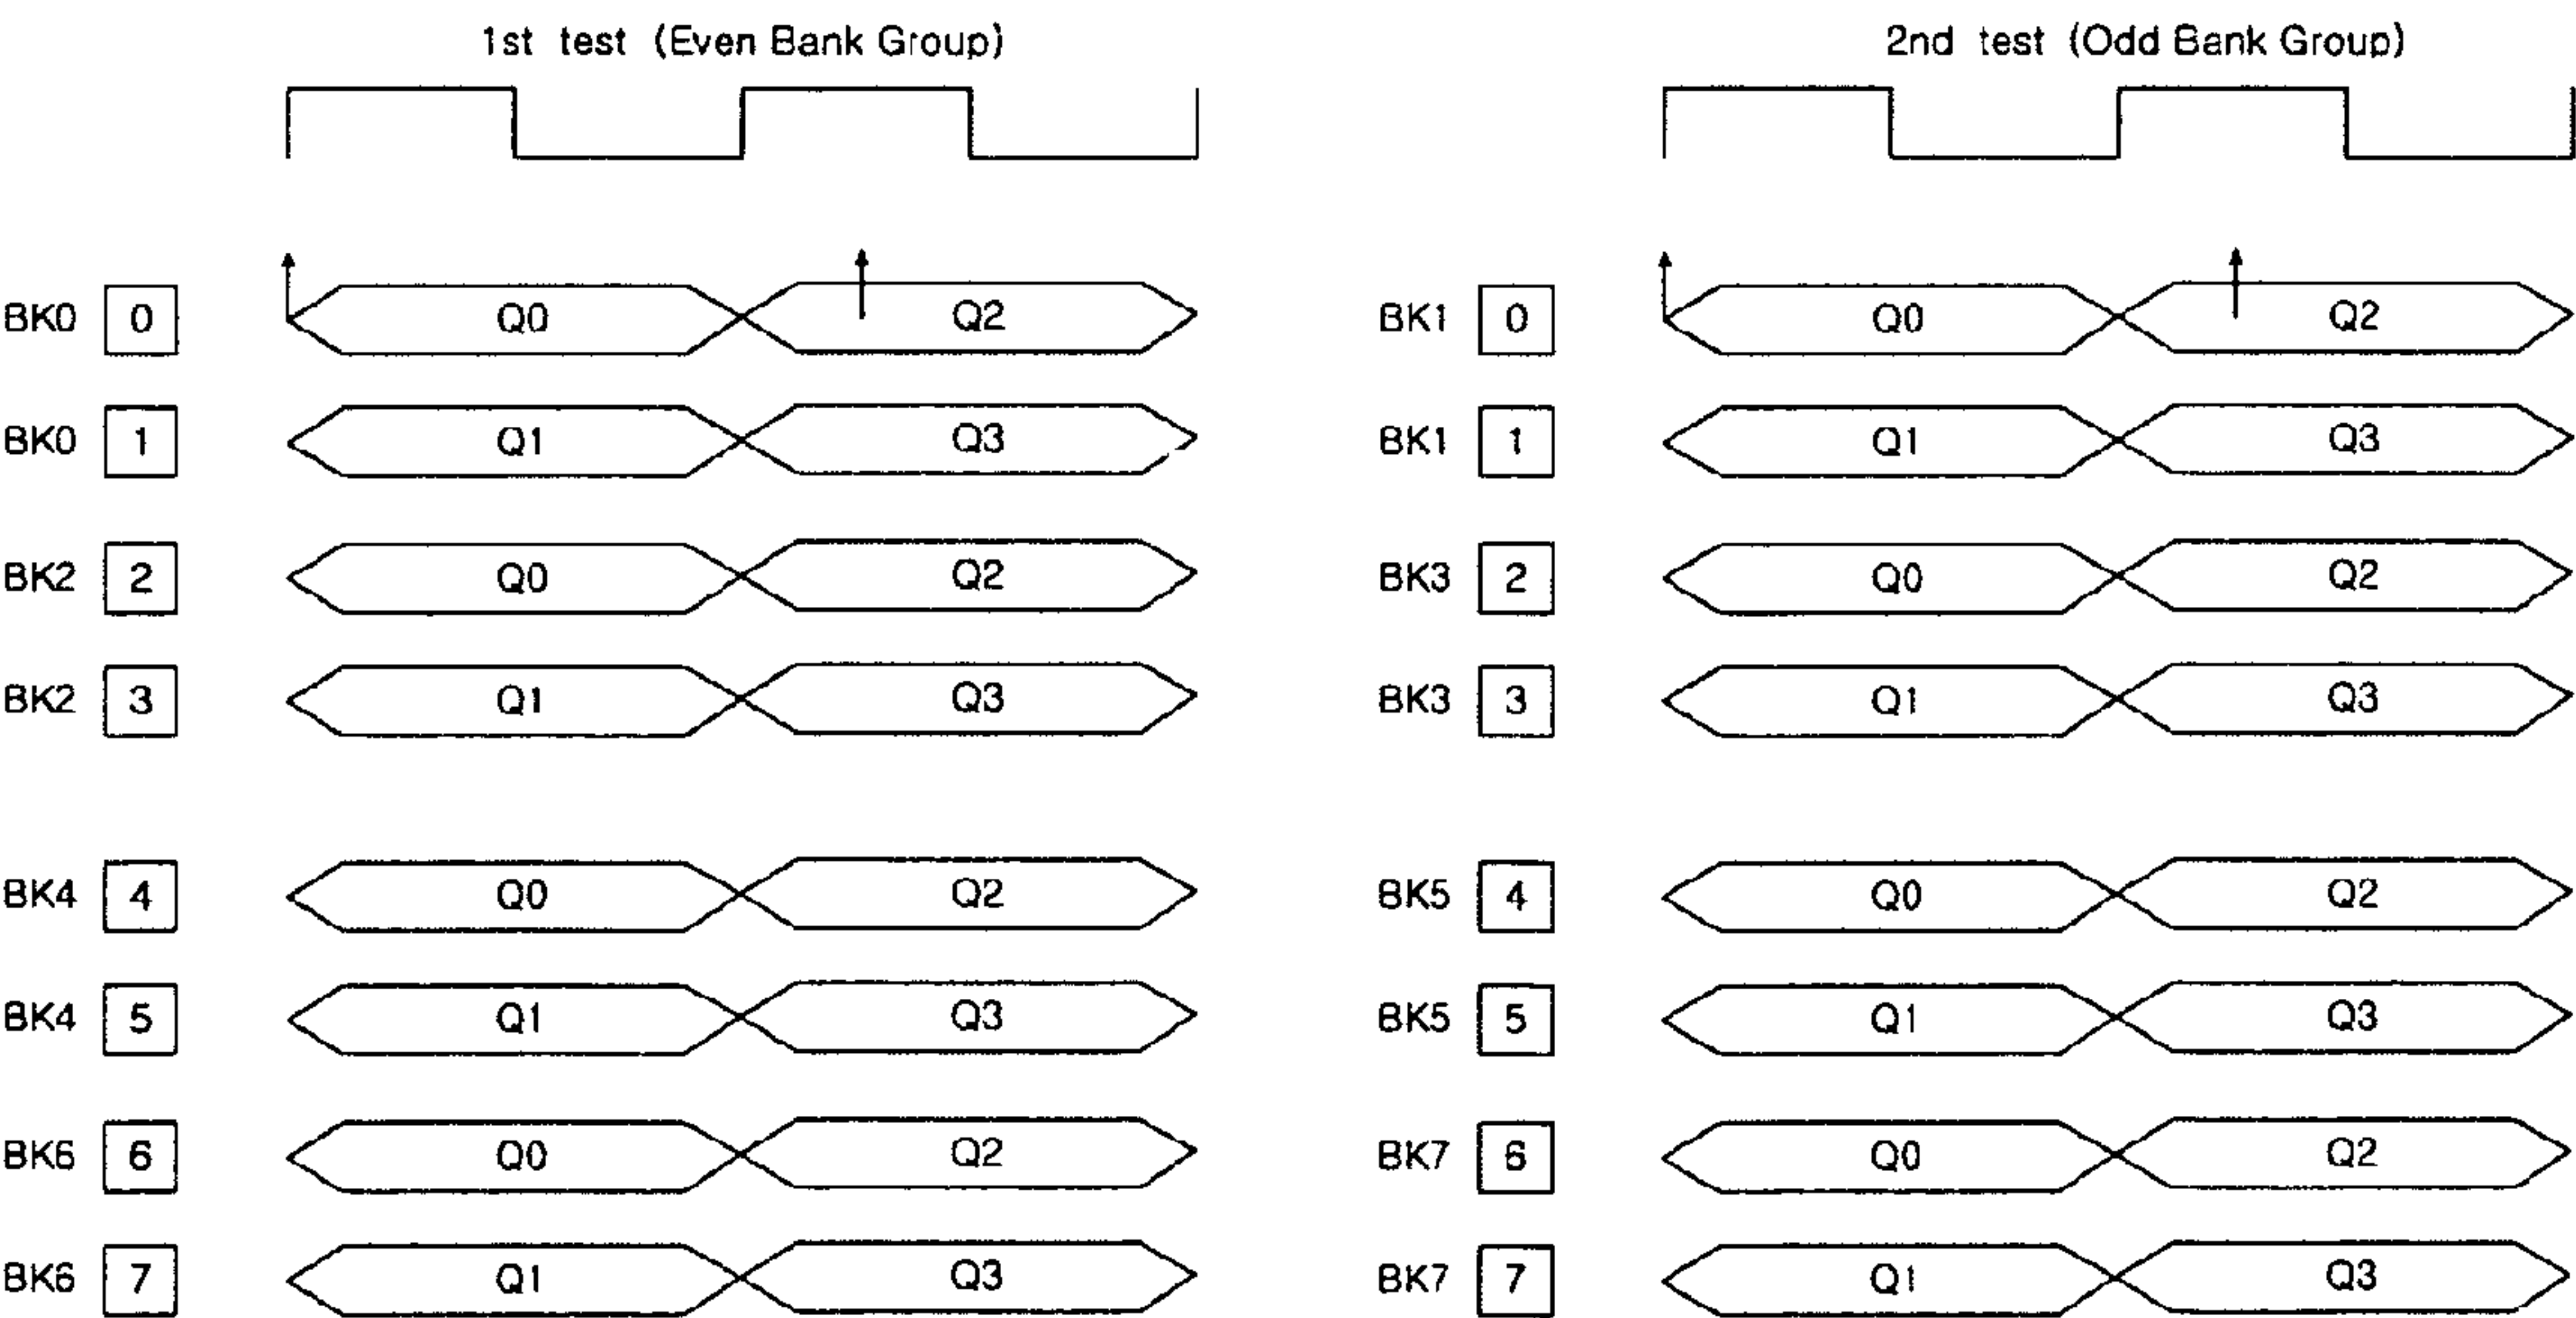 1st test (Even Bank Group) 2nd test (Odd Bank Group)
BK0 0 Q0 Q2 BK1 0 Q0 Q2
BK0 1 Q1 Q3 BK1 1 Q1 Q3
BK2 2 Q0 Q2 BK3 2 Q0 Q2
BK2 3 Q1 Q3 BK3 3 Q1 Q3
BK4 4 Q0 Q2 BK5 4 Q0 Q2
BK4 5 Q1 Q3 BK5 5 Q1 Q3
BK6 6 Q0 Q2 BK7 6 Q0 Q2
BK6 7 Q1 Q3 BK7 7 Q1 Q3